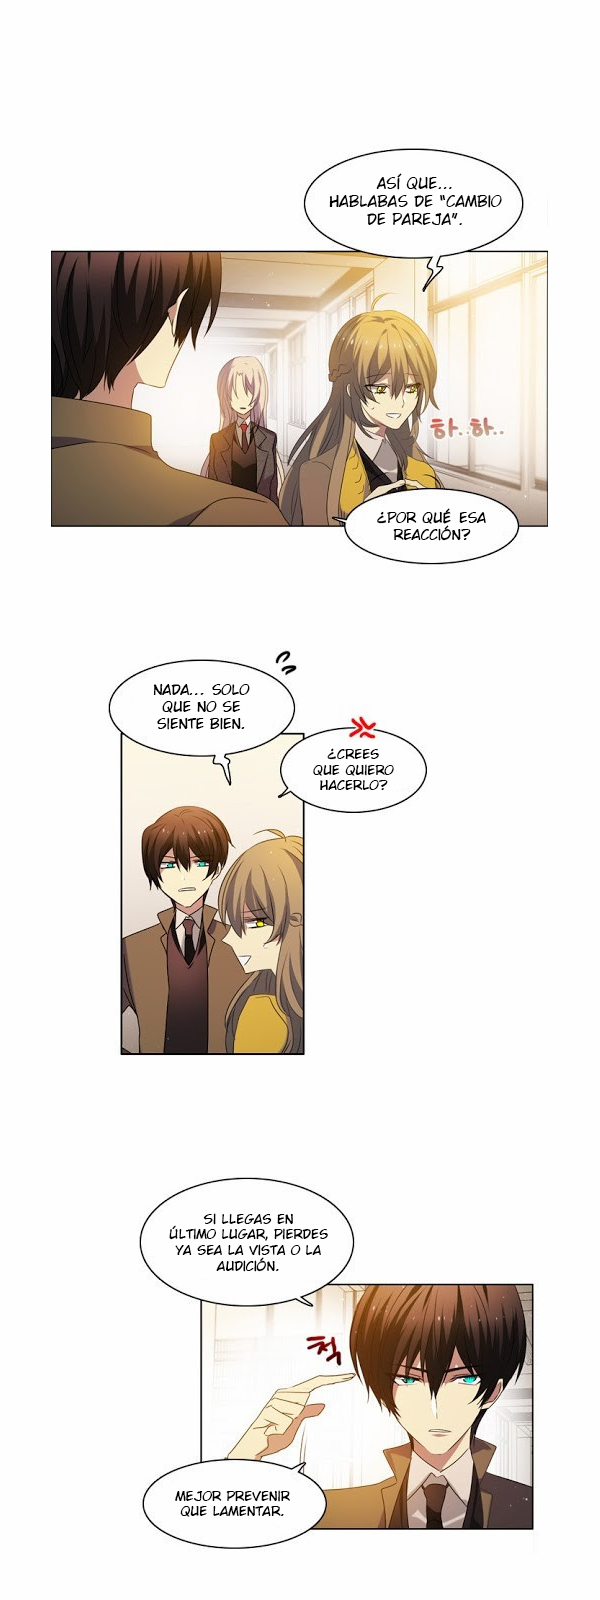 ASÍ QUE...
HABLABAS DE "CAMBIO
DE PAREJA".
하..하..
¿POR QUÉ ESA
REACCIÓN?
NADA... SOLO
QUE NO SE
SIENTE BIEN.
¿CREES
QUE QUIERO
HACERLO?
SI LLEGAS EN
ÚLTIMO LUGAR, PIERDES
YA SEA LA VISTA O LA
AUDICIÓN.
척
MEJOR PREVENIR
QUE LAMENTAR.